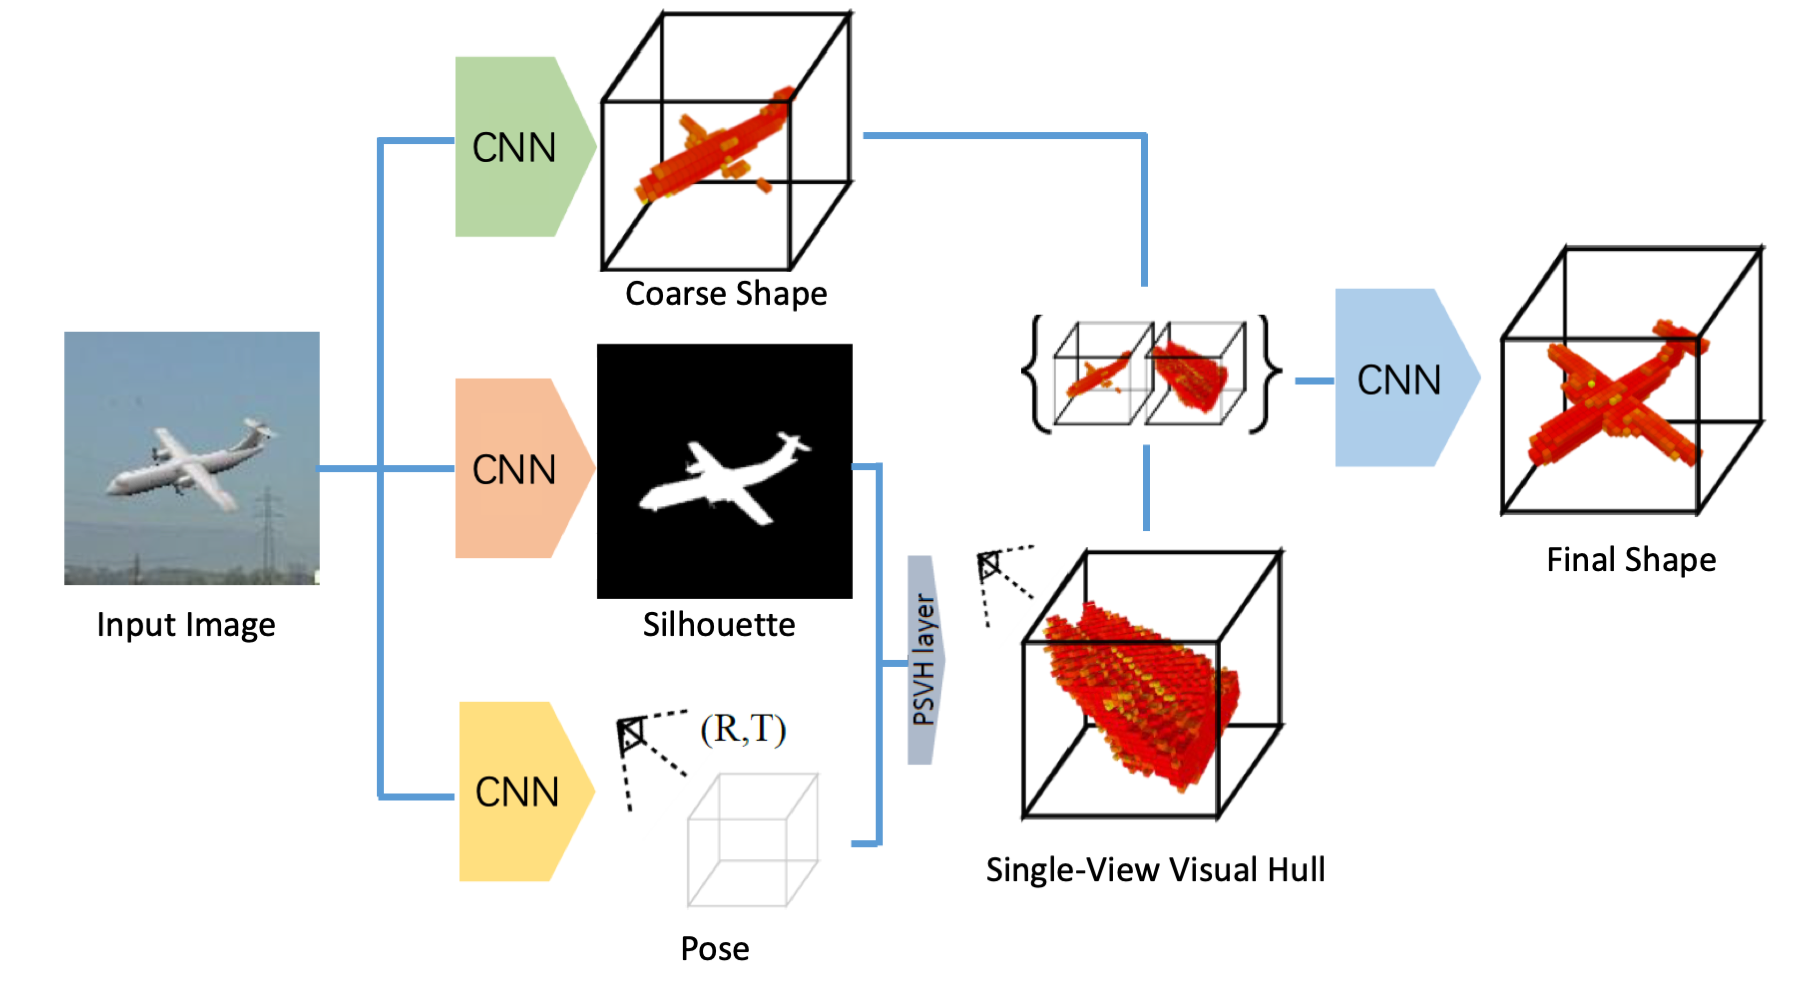 CNN
Coarse Shape
Input Image
CNN
Silhouette
CNN
(R,T)
Pose
PSVH layer
Single-View Visual Hull
CNN
Final Shape